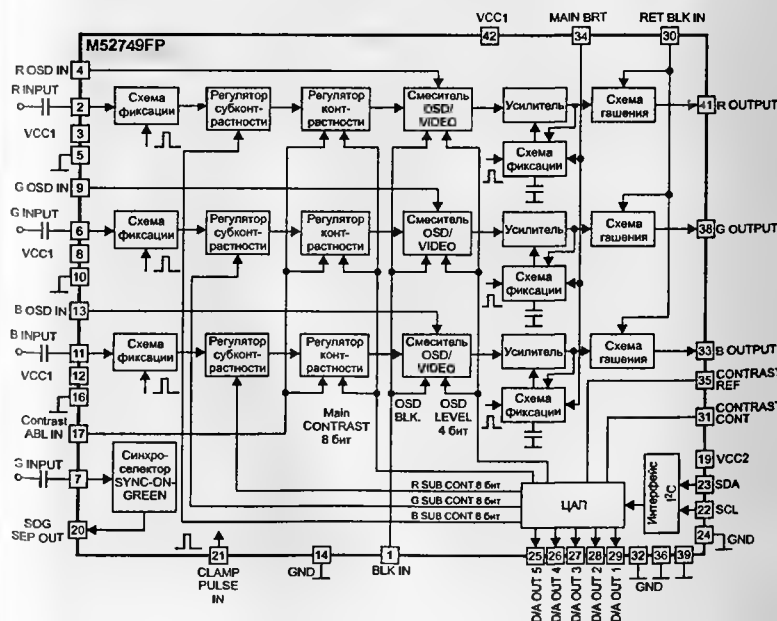 VCC1
MAIN BRT
RET BLK IN
42
34
30
M52749FP
R OSD IN
4
R INPUT
2
Схема
фиксации
Регулятор
субконт-
растности
Регулятор
конт-
растности
Смеситель
OSD/
VIDEO
Усилитель
Схема
гашения
41
R OUTPUT
VCC1
3
5
Схема
фиксации
G OSD IN
9
G INPUT
6
Схема
фиксации
Регулятор
субконт-
растности
Регулятор
конт-
растности
Смеситель
OSD/
VIDEO
Усилитель
Схема
гашения
38
G OUTPUT
VCC1
8
10
Схема
фиксации
B OSD IN
13
B INPUT
11
Схема
фиксации
Регулятор
субконт-
растности
Регулятор
конт-
растности
Смеситель
OSD/
VIDEO
Усилитель
Схема
гашения
33
B OUTPUT
VCC1
12
16
Схема
фиксации
35
CONTRAST
REF
Contrast
ABL IN
17
Main
CONTRAST
8 бит
OSD
BLK.
OSD
LEVEL
4 бит
31
CONTRAST
CONT
G INPUT
7
Синхро-
селектор
SYNC-ON-
GREEN
19
VCC2
R SUB CONT 8 бит
G SUB CONT 8 бит
B SUB CONT 8 бит
ЦАП
Интерфейс
I²C
23
SDA
22
SCL
SOG
SEP OUT
20
24
GND
21
CLAMP
PULSE
IN
14
GND
1
BLK IN
25
26
27
28
29
32
36
39
GND
D/A OUT 5
D/A OUT 4
D/A OUT 3
D/A OUT 2
D/A OUT 1